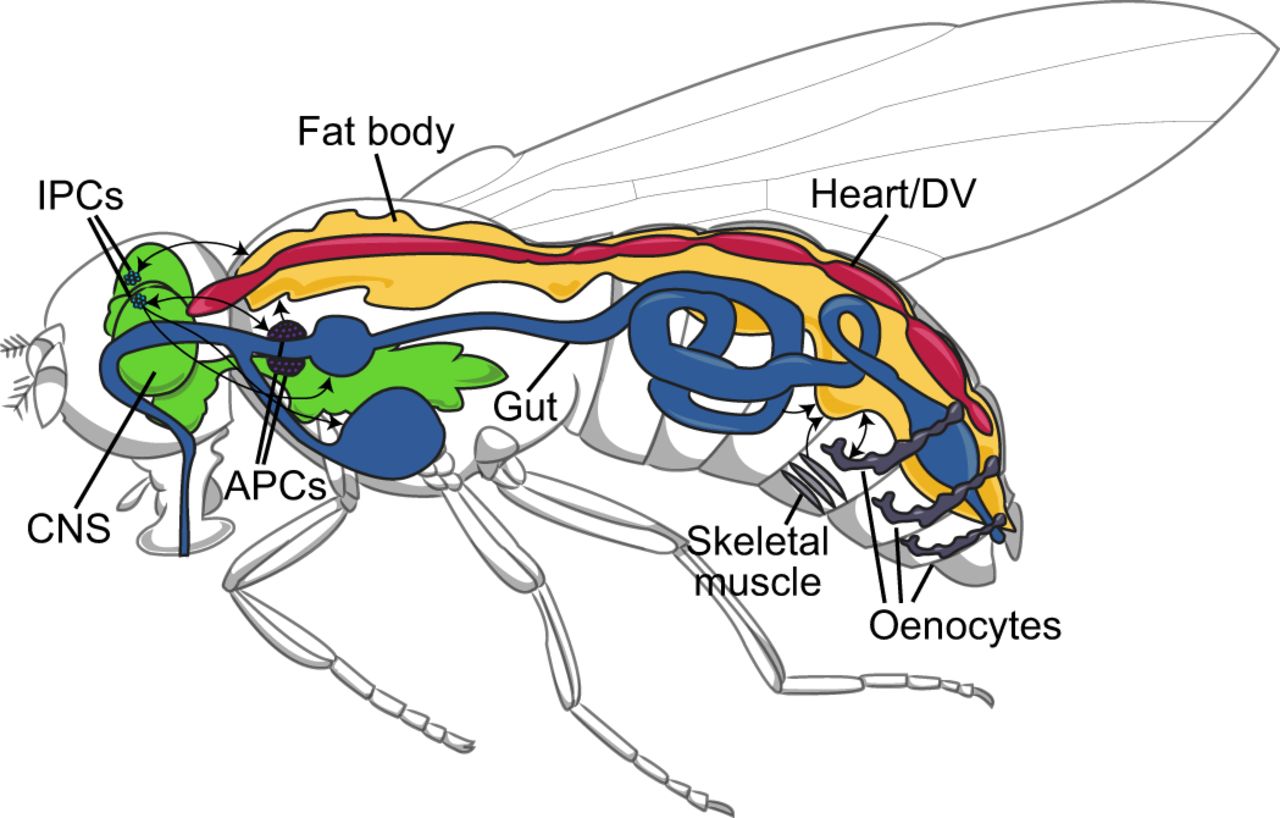 Fat body
IPCs
Heart/DV
Gut
APCs
CNS
Skeletal
muscle
Oenocytes